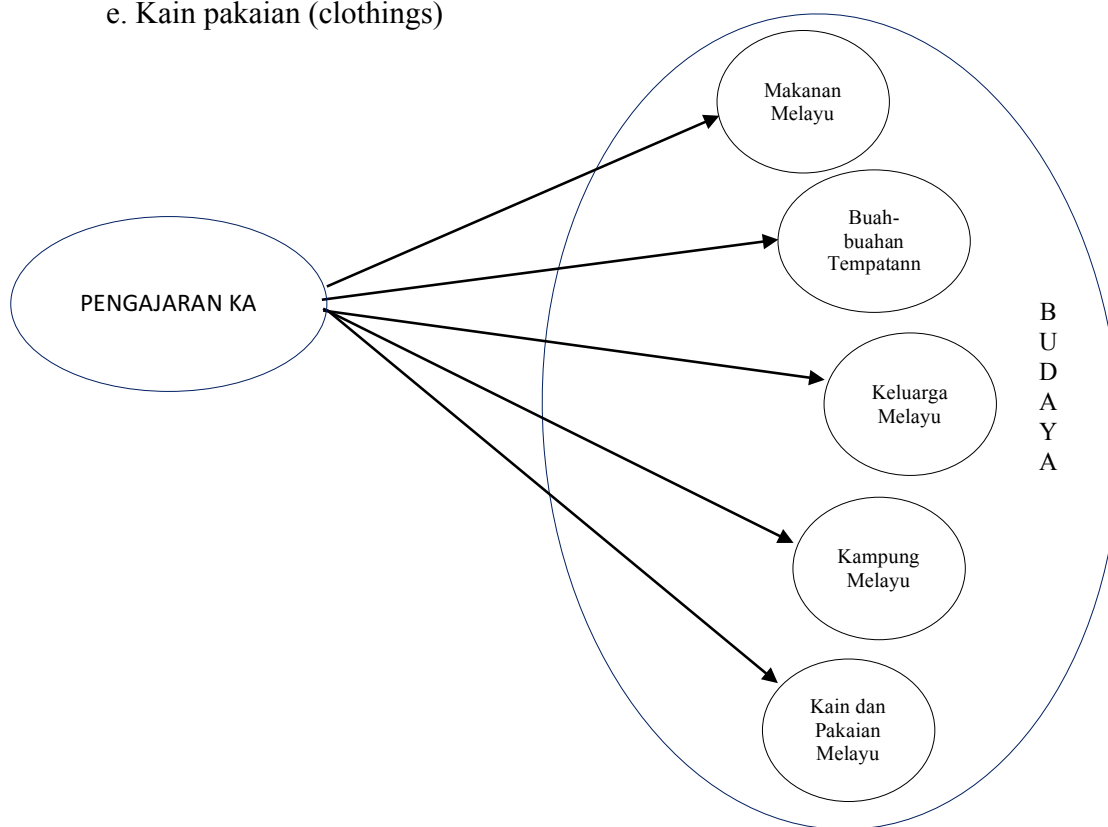 e. Kain pakaian (clothings)
Makanan
Melayu
Buah-
buahan
Tempatann
PENGAJARAN KA
Keluarga
Melayu
B
U
D
A
Y
A
Kampung
Melayu
Kain dan
Pakaian
Melayu